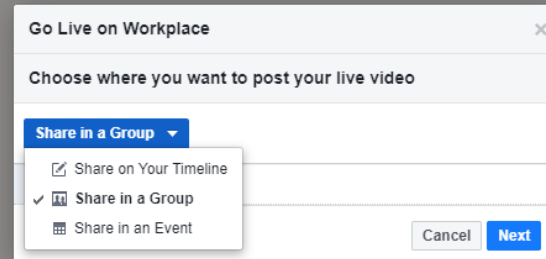 Go Live on Workplace
Choose where you want to post your live video
Share in a Group
Share on Your Timeline
Share in a Group
Share in an Event
Cancel Next